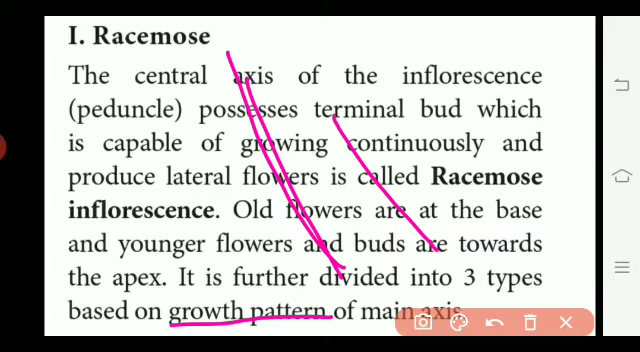 I. Racemose
The central axis of the inflorescence
(peduncle) possesses terminal bud which
is capable of growing continuously and
produce lateral flowers is called Racemose
inflorescence. Old flowers are at the base
and younger flowers and buds are towards
the apex. It is further divided into 3 types
based on growth pattern of main axis